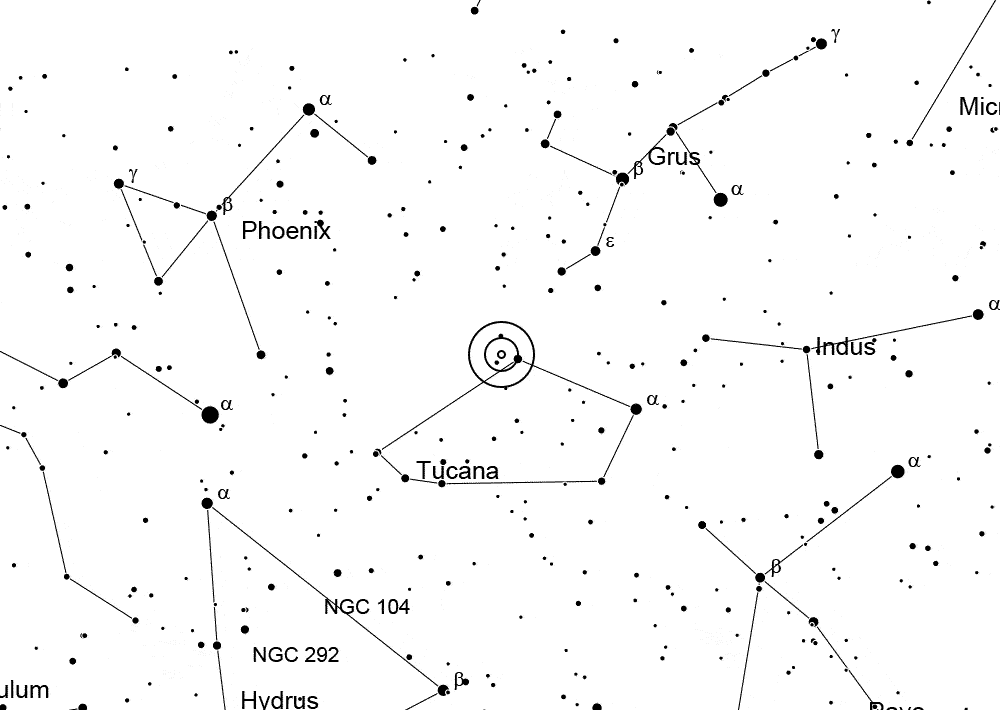 γ
α
Micr
Grus
β
γ
α
β
Phoenix
ε
α
Indus
α
α
Tucana
α
α
β
NGC 104
NGC 292
β
ulum
Hydrus
Pavo